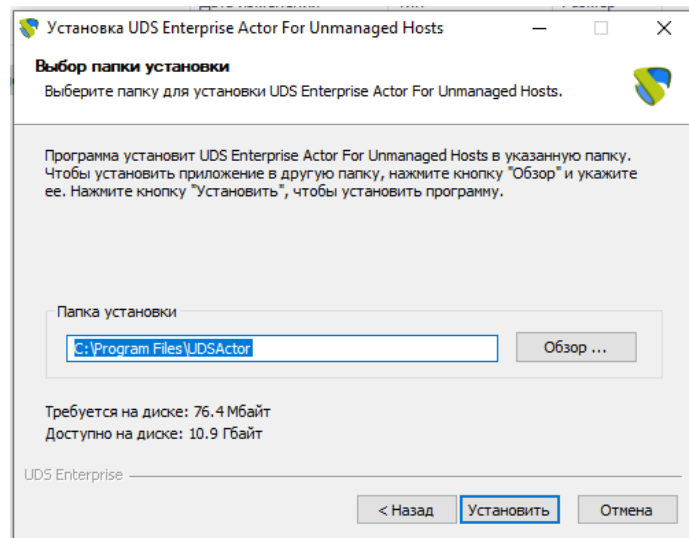 Установка UDS Enterprise Actor For Unmanaged Hosts
Выбор папки установки
Выберите папку для установки UDS Enterprise Actor For Unmanaged Hosts.
Программа установит UDS Enterprise Actor For Unmanaged Hosts в указанную папку.
Чтобы установить приложение в другую папку, нажмите кнопку "Обзор" и укажите
ее. Нажмите кнопку "Установить", чтобы установить программу.
Папка установки
C:\Program Files\UDSActor
Обзор ...
Требуется на диске: 76.4 Мбайт
Доступно на диске: 10.9 Гбайт
UDS Enterprise
< Назад
Установить
Отмена